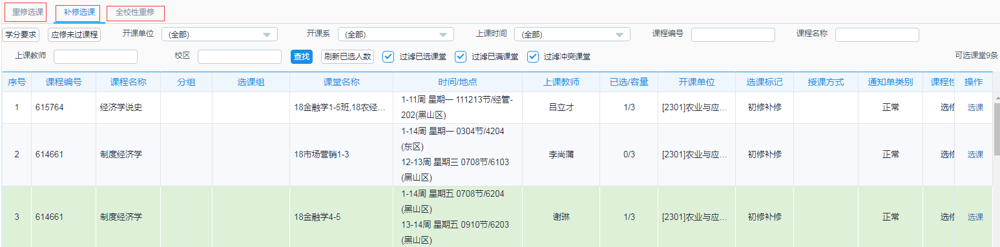 重修选课 补修选课 全校性重修
学分要求 应修未过课程 开课单位 (全部) 开课系 (全部) 上课时间 (全部) 课程编号 课程名称
上课教师 校区 查找 刷新已选人数 过滤已选课堂 过滤已满课堂 过滤冲突课堂 可选课堂9条
序号 课程编号 课程名称 分组 选课组 课堂名称 时间/地点 上课教师 已选/容量 开课单位 选课标记 授课方式 通知单类别 课程性 操作
1 615764 经济学说史 18金融学1-5班,18农经... 1-11周 星期一 111213节/经管-
202(黑山区) 吕立才 1/3 [2301]农业与应... 初修补修 正常 选修 选课
2 614661 制度经济学 18市场营销1-3 1-14周 星期一 0304节/4204
(东区)
12-13周 星期三 0708节/6103
(黑山区) 李尚蒲 0/3 [2301]农业与应... 初修补修 正常 选修 选课
3 614661 制度经济学 18金融学4-5 1-14周 星期五 0708节/6204
(黑山区)
13-14周 星期五 0910节/6203
(黑山区) 谢琳 1/3 [2301]农业与应... 初修补修 正常 选修 选课